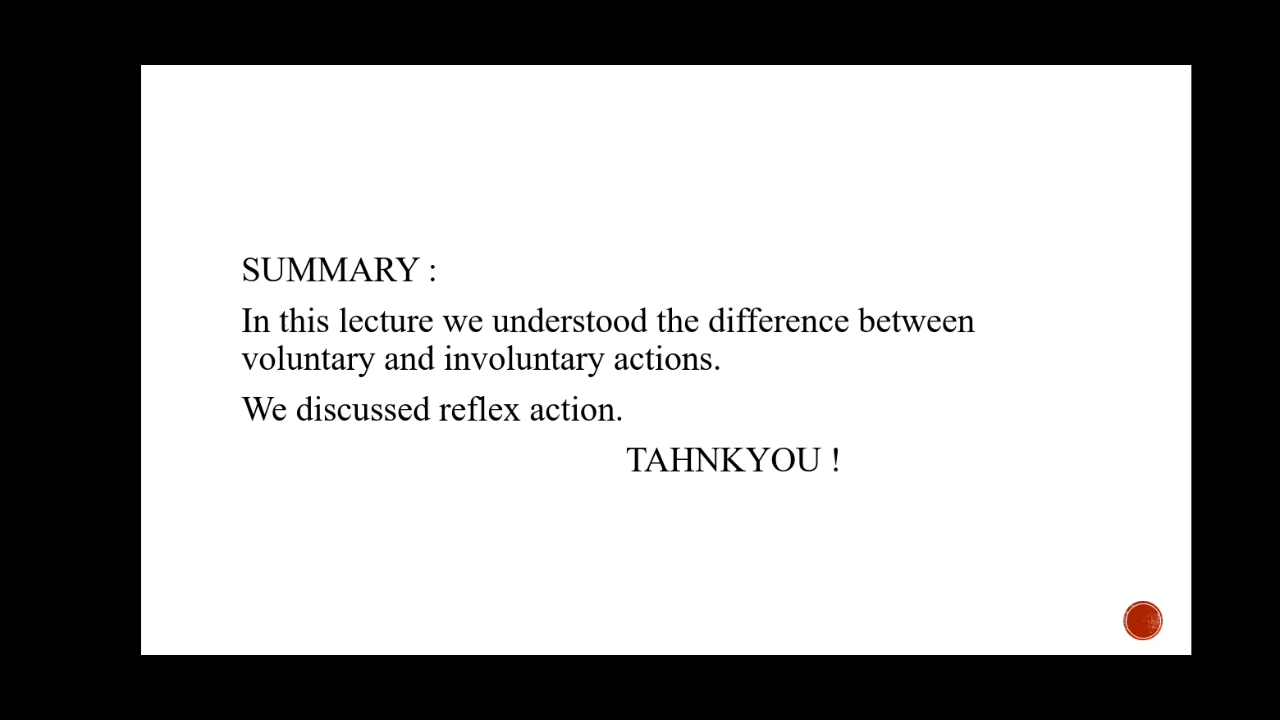 SUMMARY :
In this lecture we understood the difference between
voluntary and involuntary actions.
We discussed reflex action.
TAHNKYOU !